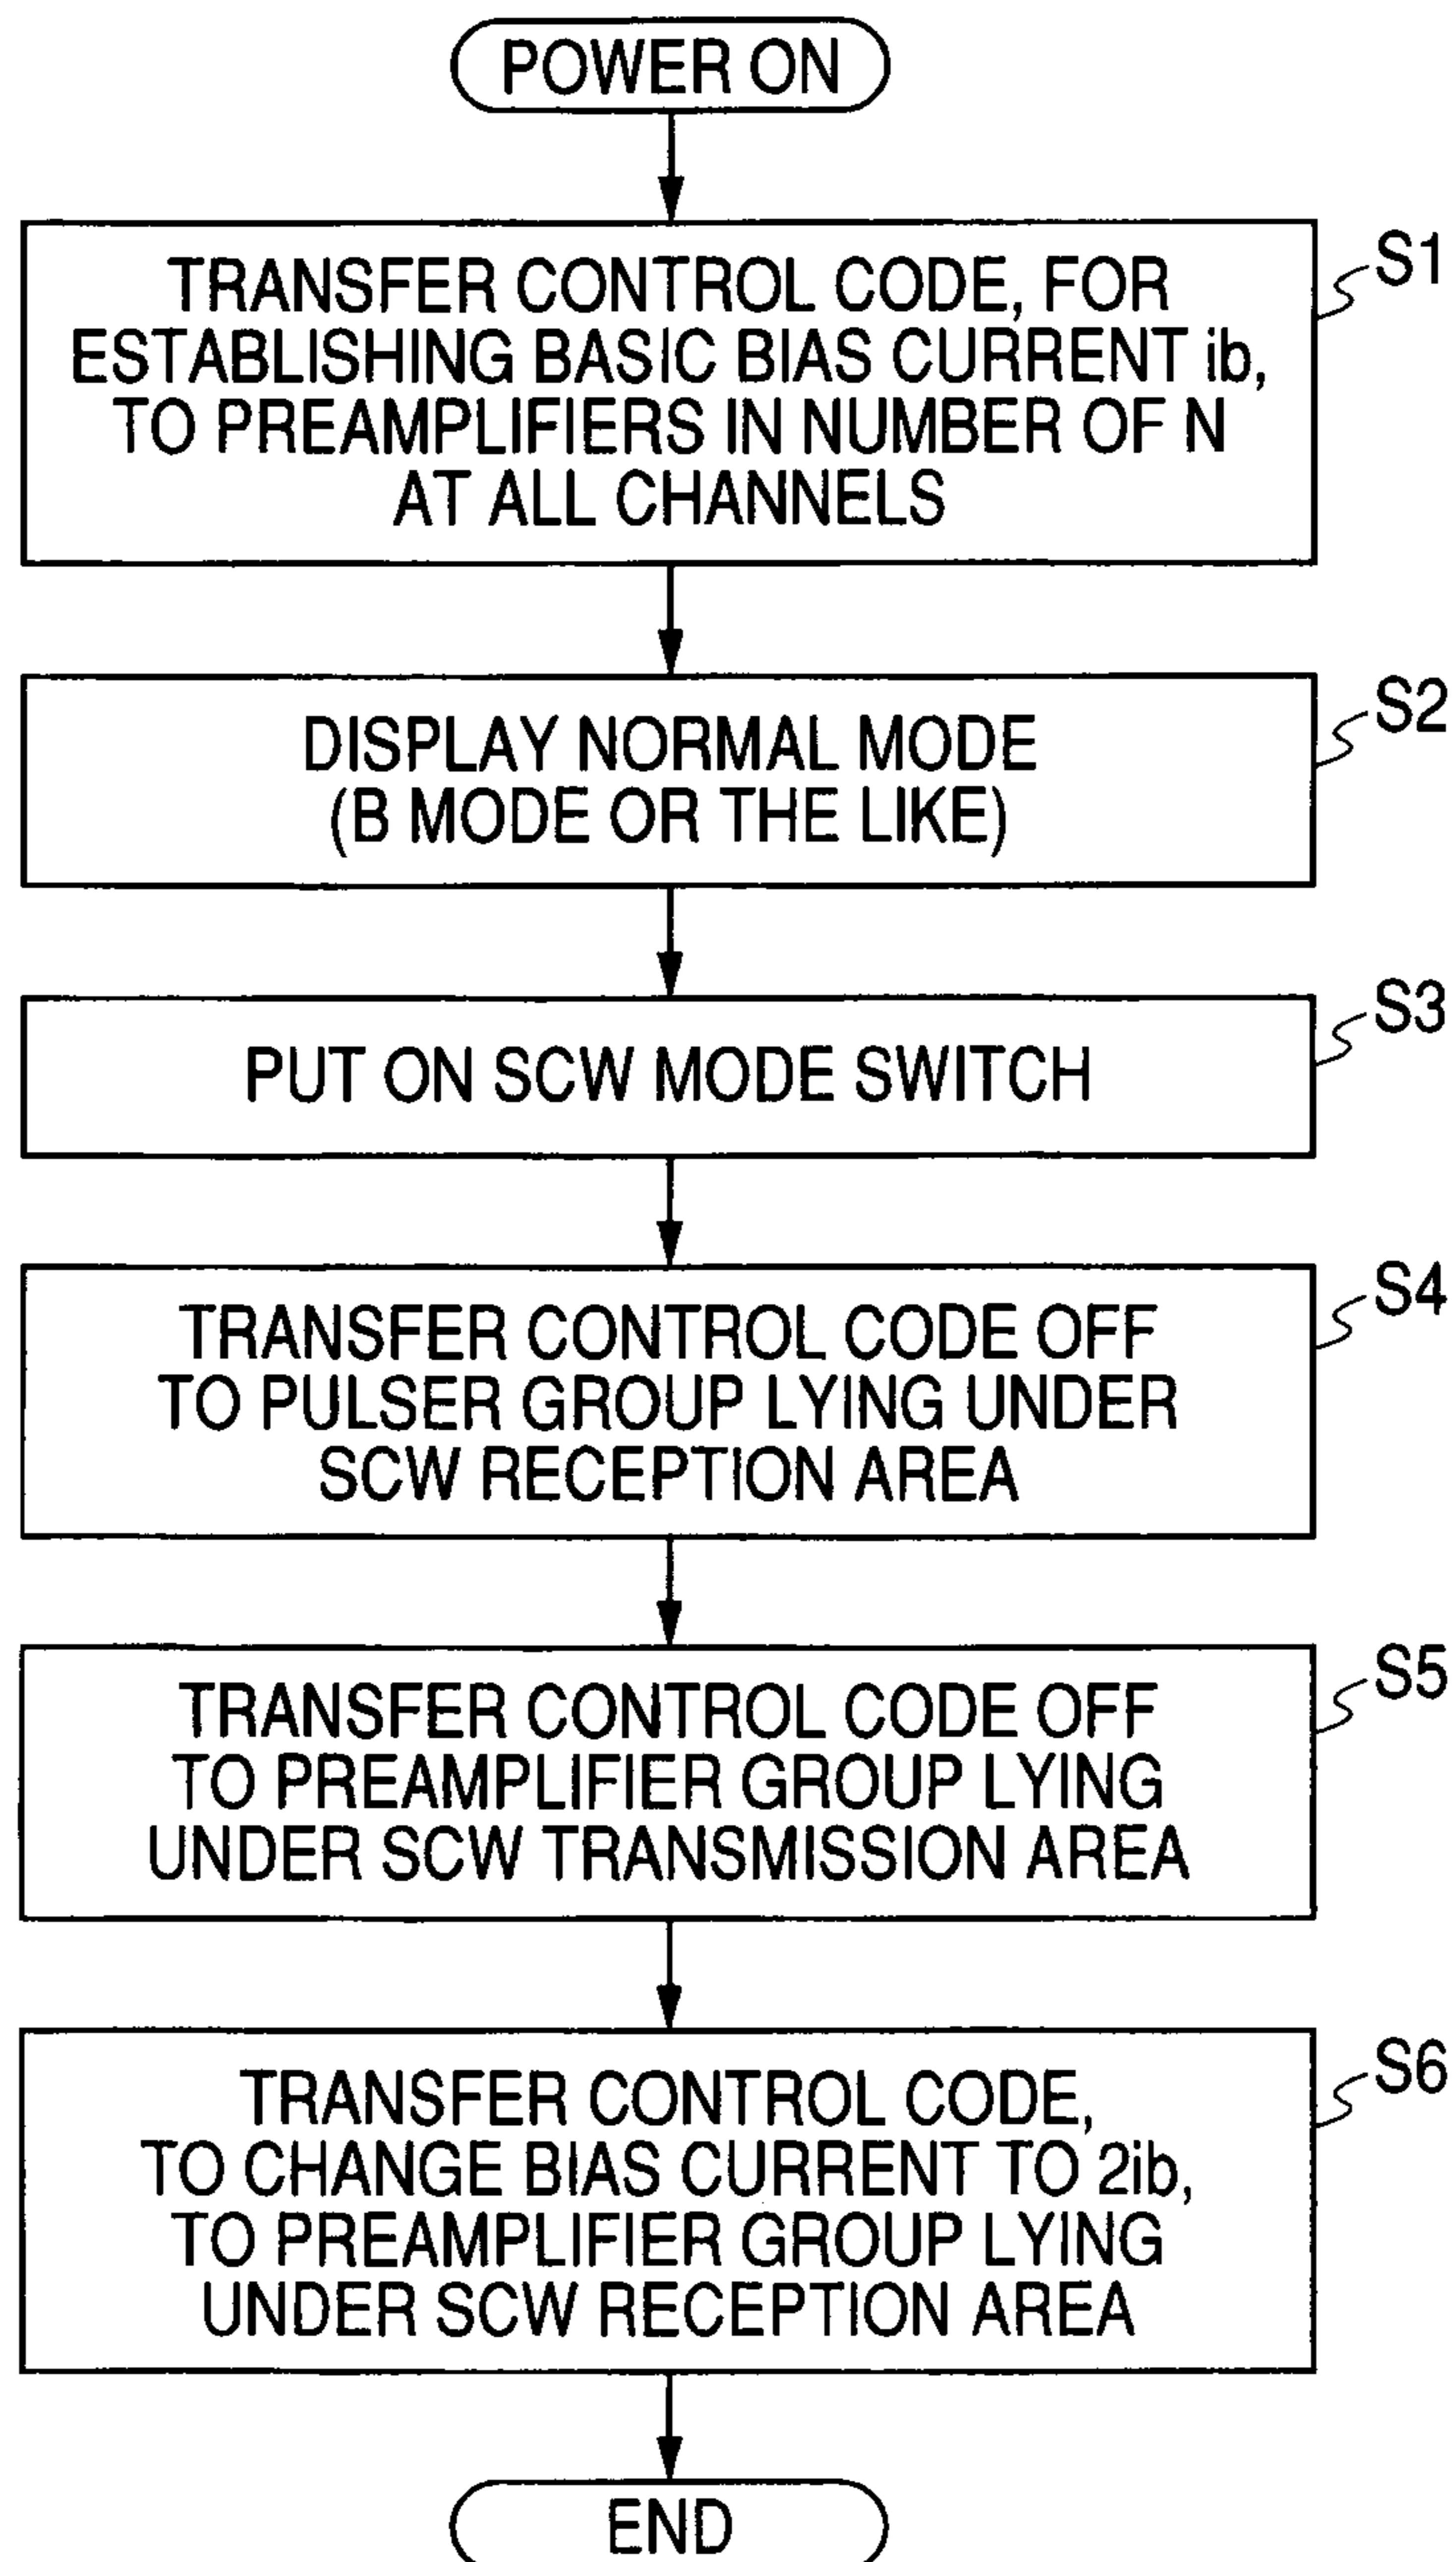 POWER ON
TRANSFER CONTROL CODE, FOR
ESTABLISHING BASIC BIAS CURRENT ib,
TO PREAMPLIFIERS IN NUMBER OF N
AT ALL CHANNELS
S1
DISPLAY NORMAL MODE
(B MODE OR THE LIKE)
S2
PUT ON SCW MODE SWITCH
S3
TRANSFER CONTROL CODE OFF
TO PULSER GROUP LYING UNDER
SCW RECEPTION AREA
S4
TRANSFER CONTROL CODE OFF
TO PREAMPLIFIER GROUP LYING
UNDER SCW TRANSMISSION AREA
S5
TRANSFER CONTROL CODE,
TO CHANGE BIAS CURRENT TO 2ib,
TO PREAMPLIFIER GROUP LYING
UNDER SCW RECEPTION AREA
S6
END